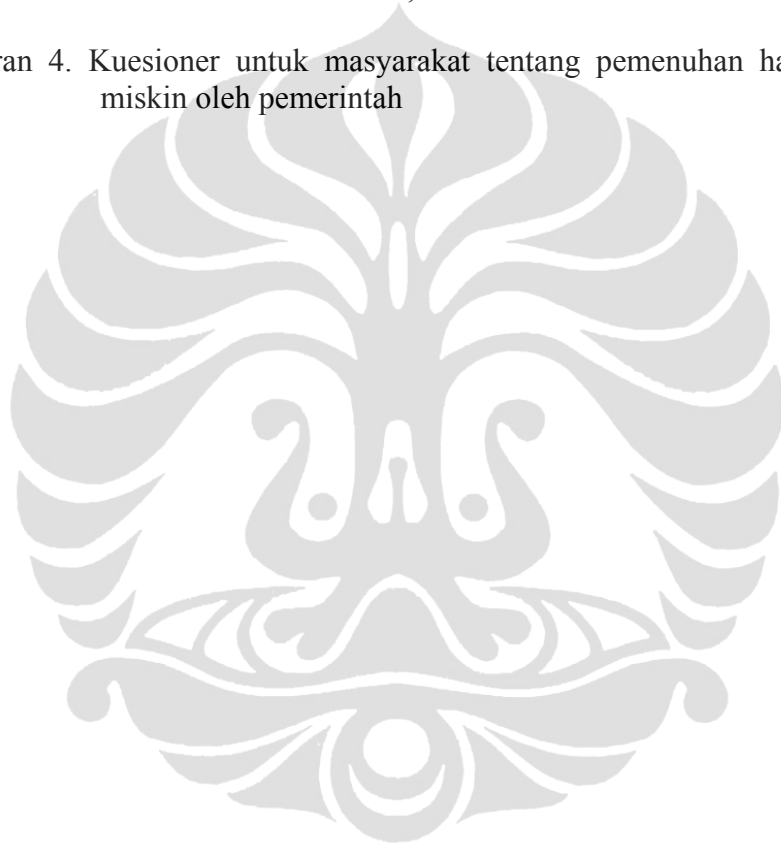 ran 4. Kuesioner untuk masyarakat tentang pemenuhan ha
miskin oleh pemerintah